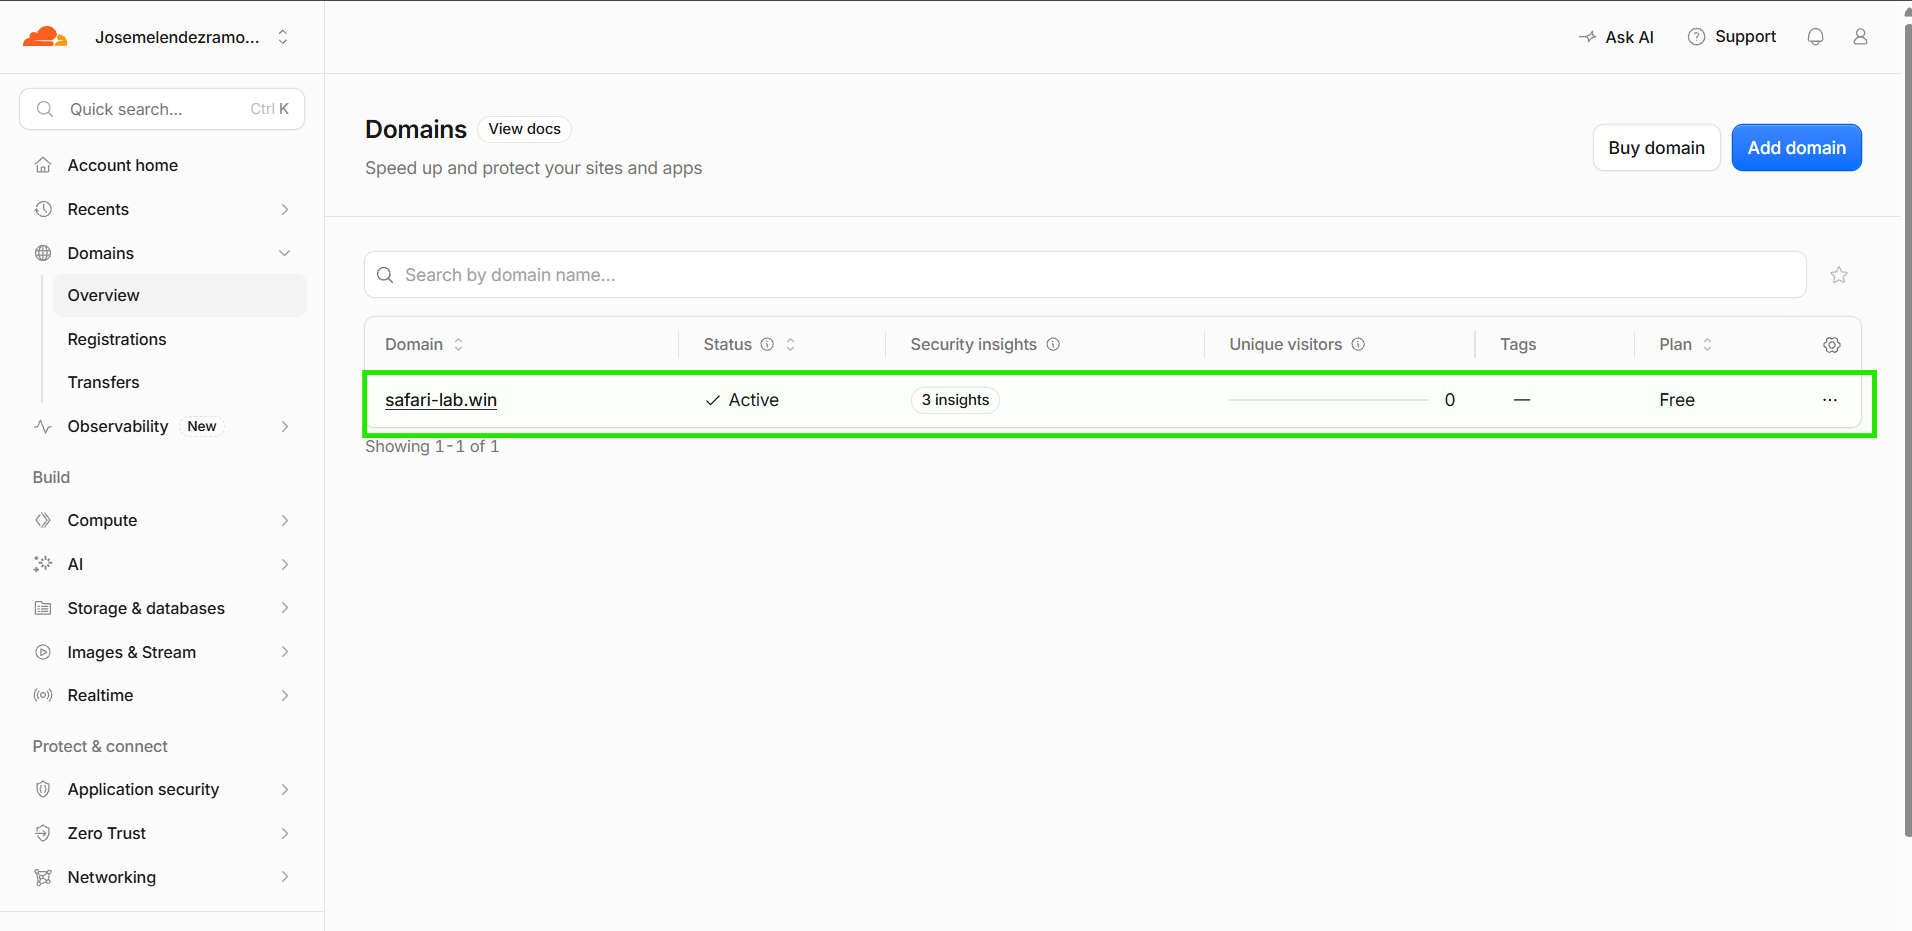 Josemelendezramo...
Ask AI
Support
Quick search...
Ctrl K
Account home
Recents
Domains
Overview
Registrations
Transfers
Observability New
Build
Compute
AI
Storage & databases
Images & Stream
Realtime
Protect & connect
Application security
Zero Trust
Networking
Domains View docs
Speed up and protect your sites and apps
Buy domain
Add domain
Search by domain name...
Domain Status Security insights Unique visitors Tags Plan
safari-lab.win Active 3 insights 0 — Free ...
Showing 1-1 of 1